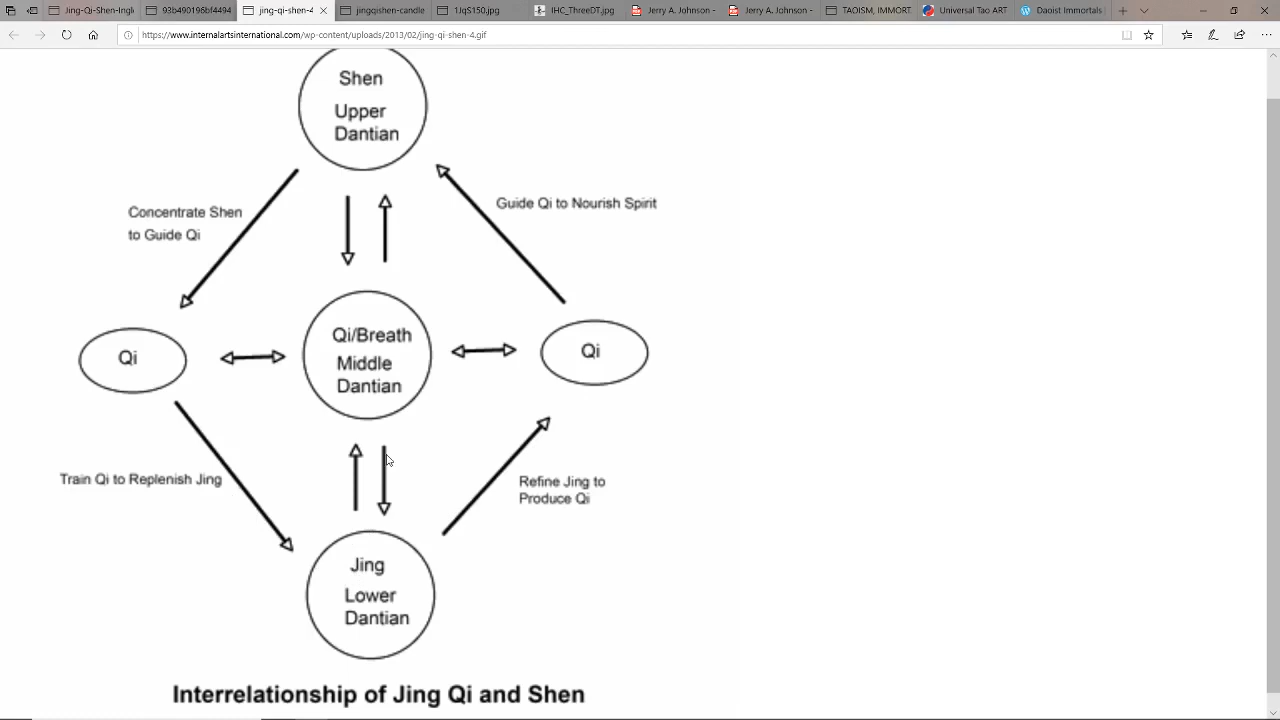 Jing-Qi-Shen-Ingl
93b490196bf4494
jing-qi-shen-4
jingqishen-candle
1JgS150.jpg
IHC_ThreeDT.jpg
Jerry A. Johnson -
Jerry A. Johnson -
TAOISM, IMMORT
Universal Tao ART
Daoist Immortals
https://www.internalartsinternational.com/wp-content/uploads/2013/02/jing-qi-shen-4.gif
Shen
Upper
Dantian
Concentrate Shen
to Guide Qi
Guide Qi to Nourish Spirit
Qi
Qi/Breath
Middle
Dantian
Qi
Train Qi to Replenish Jing
Refine Jing to
Produce Qi
Jing
Lower
Dantian
Interrelationship of Jing Qi and Shen